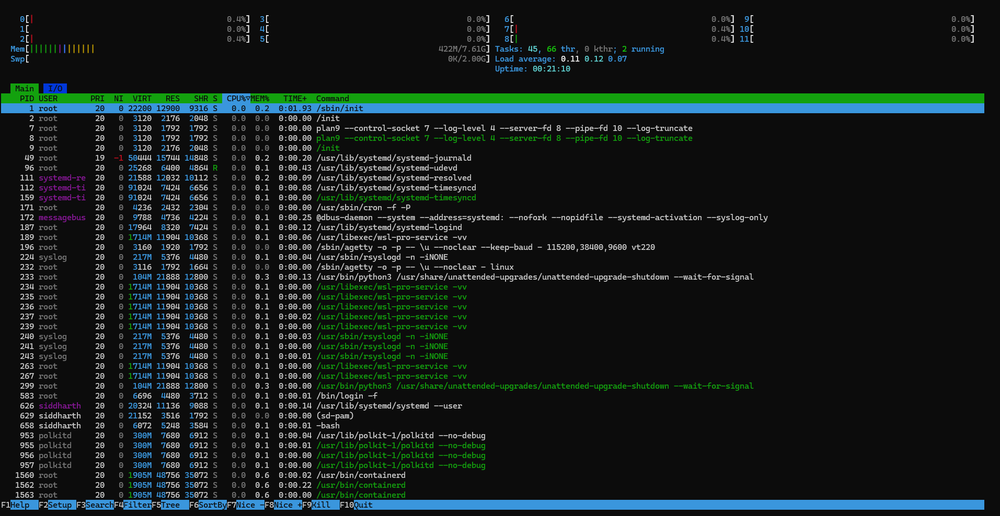 0[| 0.4%] 3[ 0.0%] 6[ 0.0%] 9[ 0.0%]
1[ 0.0%] 4[ 0.0%] 7[| 0.4%] 10[ 0.0%]
2[| 0.4%] 5[ 0.0%] 8[| 0.4%] 11[ 0.0%]
Mem[|||||||||||||| 422M/7.61G] Tasks: 45, 66 thr, 0 kthr; 2 running
Swp[ 0K/2.00G] Load average: 0.11 0.12 0.07
Uptime: 00:21:10
Main I/O
PID USER PRI NI VIRT RES SHR S CPU%▽MEM% TIME+ Command
1 root 20 0 22200 12900 9316 S 0.0 0.2 0:01.93 /sbin/init
2 root 20 0 3120 2176 2048 S 0.0 0.0 0:00.00 /init
7 root 20 0 3120 1792 1792 S 0.0 0.0 0:00.00 plan9 --control-socket 7 --log-level 4 --server-fd 8 --pipe-fd 10 --log-truncate
8 root 20 0 3120 1792 1792 S 0.0 0.0 0:00.00 plan9 --control-socket 7 --log-level 4 --server-fd 8 --pipe-fd 10 --log-truncate
9 root 20 0 3120 2176 2048 S 0.0 0.0 0:00.00 /init
49 root 19 -1 50444 15744 14848 S 0.0 0.2 0:00.20 /usr/lib/systemd/systemd-journald
96 root 20 0 25268 6400 4864 R 0.0 0.1 0:00.43 /usr/lib/systemd/systemd-udevd
111 systemd-re 20 0 21588 12032 10112 S 0.0 0.2 0:00.09 /usr/lib/systemd/systemd-resolved
112 systemd-ti 20 0 91024 7424 6656 S 0.0 0.1 0:00.08 /usr/lib/systemd/systemd-timesyncd
159 systemd-ti 20 0 91024 7424 6656 S 0.0 0.1 0:00.00 /usr/lib/systemd/systemd-timesyncd
171 root 20 0 4236 2432 2304 S 0.0 0.0 0:00.00 /usr/sbin/cron -f -P
172 messagebus 20 0 9788 4736 4224 S 0.0 0.1 0:00.25 @dbus-daemon --system --address=systemd: --nofork --nopidfile --systemd-activation --syslog-only
187 root 20 0 17964 8320 7424 S 0.0 0.1 0:00.12 /usr/lib/systemd/systemd-logind
189 root 20 0 1714M 11904 10368 S 0.0 0.1 0:00.06 /usr/libexec/wsl-pro-service -vv
196 root 20 0 3160 1920 1792 S 0.0 0.0 0:00.00 /sbin/agetty -o -p -- \u --noclear --keep-baud - 115200,38400,9600 vt220
224 syslog 20 0 217M 5376 4480 S 0.0 0.1 0:00.04 /usr/sbin/rsyslogd -n -iNONE
232 root 20 0 3116 1792 1664 S 0.0 0.0 0:00.00 /sbin/agetty -o -p -- \u --noclear - linux
233 root 20 0 104M 21888 12800 S 0.0 0.3 0:00.13 /usr/bin/python3 /usr/share/unattended-upgrades/unattended-upgrade-shutdown --wait-for-signal
234 root 20 0 1714M 11904 10368 S 0.0 0.1 0:00.00 /usr/libexec/wsl-pro-service -vv
235 root 20 0 1714M 11904 10368 S 0.0 0.1 0:00.00 /usr/libexec/wsl-pro-service -vv
236 root 20 0 1714M 11904 10368 S 0.0 0.1 0:00.00 /usr/libexec/wsl-pro-service -vv
237 root 20 0 1714M 11904 10368 S 0.0 0.1 0:00.02 /usr/libexec/wsl-pro-service -vv
239 root 20 0 1714M 11904 10368 S 0.0 0.1 0:00.00 /usr/libexec/wsl-pro-service -vv
240 syslog 20 0 217M 5376 4480 S 0.0 0.1 0:00.03 /usr/sbin/rsyslogd -n -iNONE
241 syslog 20 0 217M 5376 4480 S 0.0 0.1 0:00.00 /usr/sbin/rsyslogd -n -iNONE
243 syslog 20 0 217M 5376 4480 S 0.0 0.1 0:00.01 /usr/sbin/rsyslogd -n -iNONE
263 root 20 0 1714M 11904 10368 S 0.0 0.1 0:00.00 /usr/libexec/wsl-pro-service -vv
267 root 20 0 1714M 11904 10368 S 0.0 0.1 0:00.00 /usr/libexec/wsl-pro-service -vv
299 root 20 0 104M 21888 12800 S 0.0 0.3 0:00.00 /usr/bin/python3 /usr/share/unattended-upgrades/unattended-upgrade-shutdown --wait-for-signal
583 root 20 0 6696 4480 3712 S 0.0 0.1 0:00.01 /bin/login -f
626 siddharth 20 0 20324 11136 9088 S 0.0 0.1 0:00.14 /usr/lib/systemd/systemd --user
629 siddharth 20 0 21152 3516 1792 S 0.0 0.0 0:00.00 (sd-pam)
658 siddharth 20 0 6072 5248 3584 S 0.0 0.1 0:00.01 -bash
953 polkitd 20 0 300M 7680 6912 S 0.0 0.1 0:00.04 /usr/lib/polkit-1/polkitd --no-debug
955 polkitd 20 0 300M 7680 6912 S 0.0 0.1 0:00.01 /usr/lib/polkit-1/polkitd --no-debug
956 polkitd 20 0 300M 7680 6912 S 0.0 0.1 0:00.00 /usr/lib/polkit-1/polkitd --no-debug
957 polkitd 20 0 300M 7680 6912 S 0.0 0.1 0:00.00 /usr/lib/polkit-1/polkitd --no-debug
1560 root 20 0 1905M 48756 35072 S 0.0 0.6 0:00.02 /usr/bin/containerd
1562 root 20 0 1905M 48756 35072 S 0.0 0.6 0:00.22 /usr/bin/containerd
1563 root 20 0 1905M 48756 35072 S 0.0 0.6 0:00.00 /usr/bin/containerd
F1Help F2Setup F3SearchF4FilterF5Tree F6SortByF7Nice -F8Nice +F9Kill F10Quit